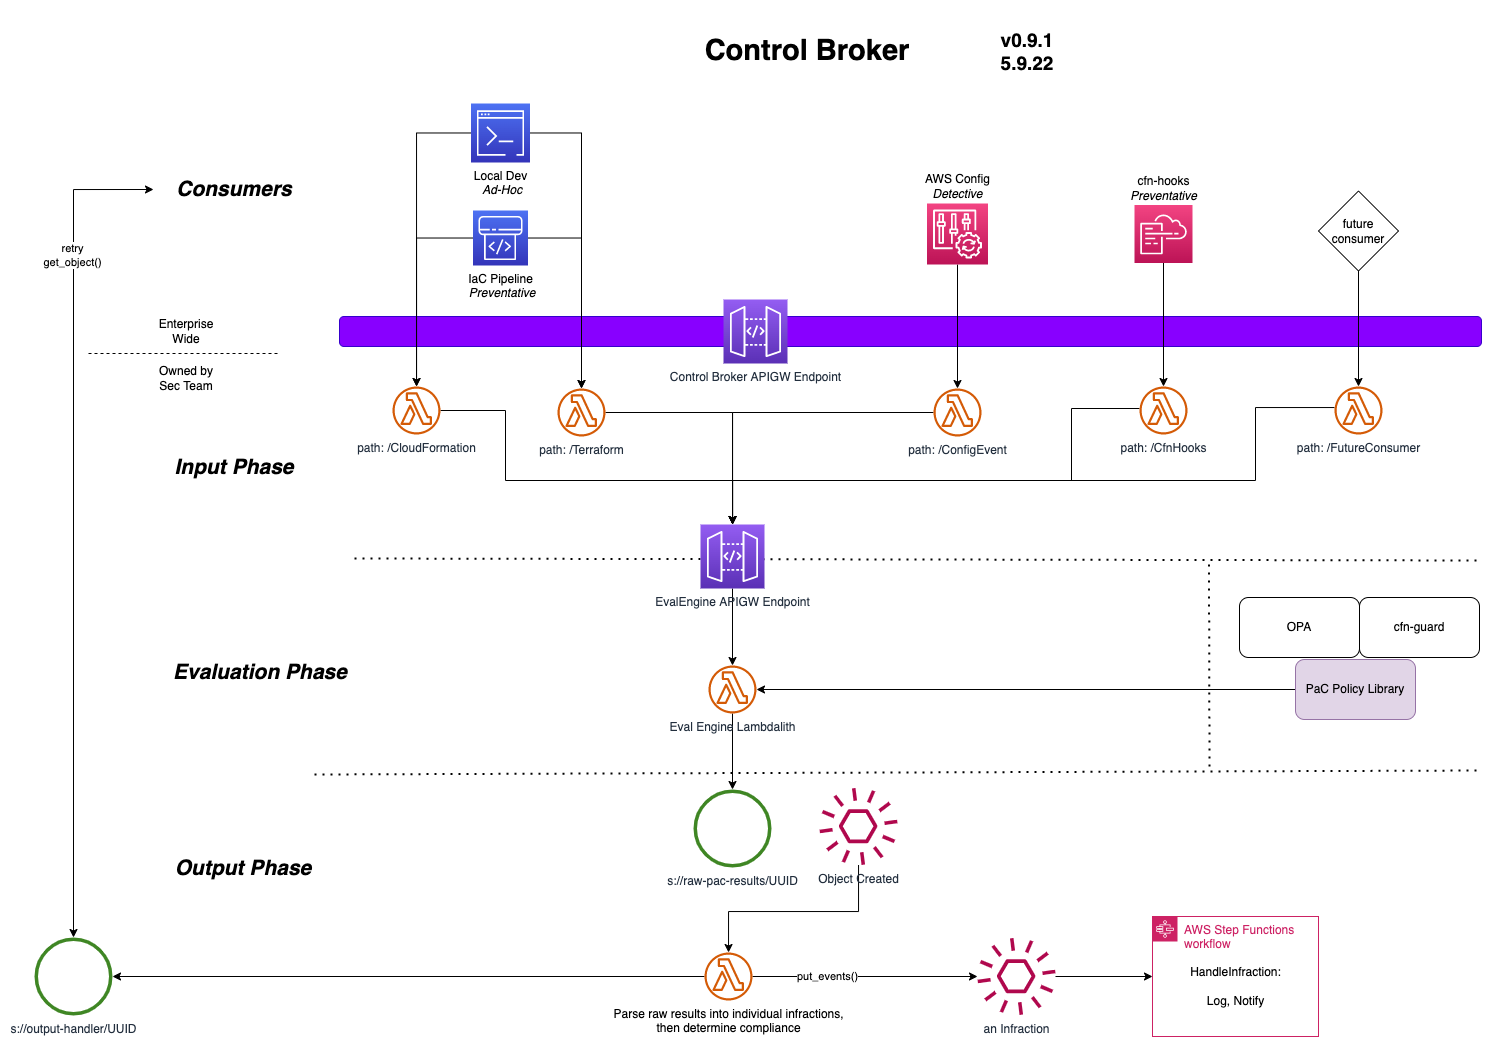 Control Broker
v0.9.1
5.9.22
Consumers
Local Dev
Ad-Hoc
IaC Pipeline
Preventative
AWS Config
Detective
cfn-hooks
Preventative
future
consumer
retry
get_object()
Enterprise
Wide
Owned by
Sec Team
Control Broker APIGW Endpoint
path: /CloudFormation
path: /Terraform
path: /ConfigEvent
path: /CfnHooks
path: /FutureConsumer
Input Phase
EvalEngine APIGW Endpoint
OPA
cfn-guard
PaC Policy Library
Evaluation Phase
Eval Engine Lambdalith
Output Phase
s://raw-pac-results/UUID
Object Created
AWS Step Functions
workflow
HandleInfraction:
Log, Notify
put_events()
s://output-handler/UUID
Parse raw results into individual infractions,
then determine compliance
an Infraction